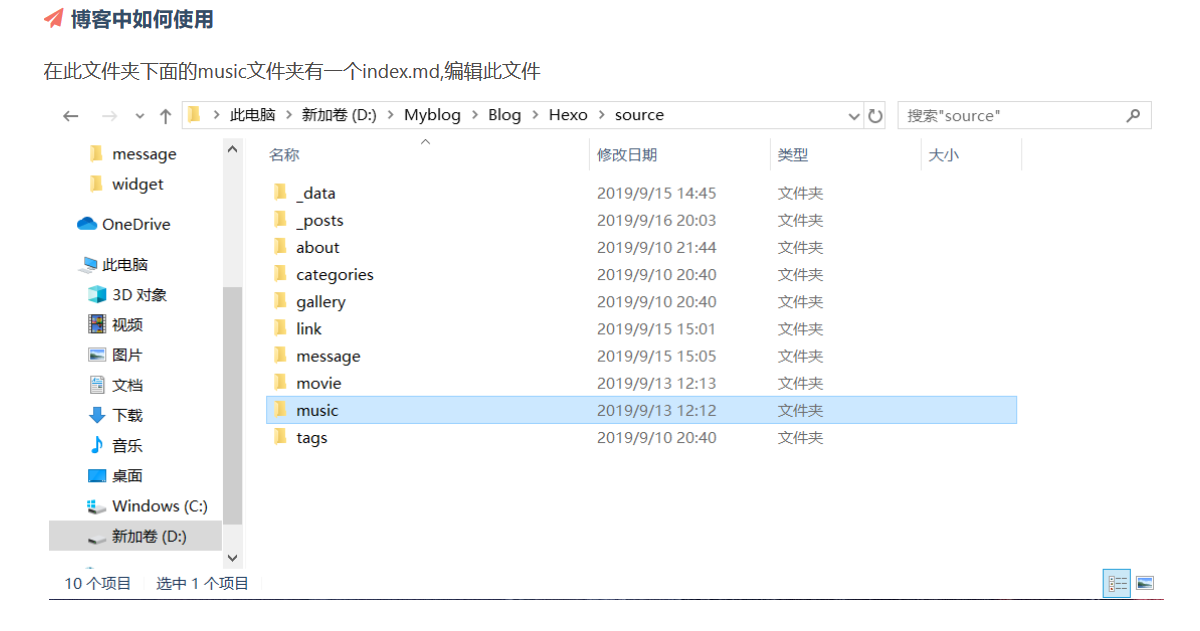 博客中如何使用
在此文件夹下面的music文件夹有一个index.md,编辑此文件
此电脑 新加卷 (D:) Myblog Blog Hexo source
搜索"source"
message
widget
OneDrive
此电脑
3D 对象
视频
图片
文档
下载
音乐
桌面
Windows (C:)
新加卷 (D:)
名称 修改日期 类型 大小
_data 2019/9/15 14:45 文件夹
_posts 2019/9/16 20:03 文件夹
about 2019/9/10 21:44 文件夹
categories 2019/9/10 20:40 文件夹
gallery 2019/9/10 20:40 文件夹
link 2019/9/15 15:01 文件夹
message 2019/9/15 15:05 文件夹
movie 2019/9/13 12:13 文件夹
music 2019/9/13 12:12 文件夹
tags 2019/9/10 20:40 文件夹
10 个项目 选中 1 个项目